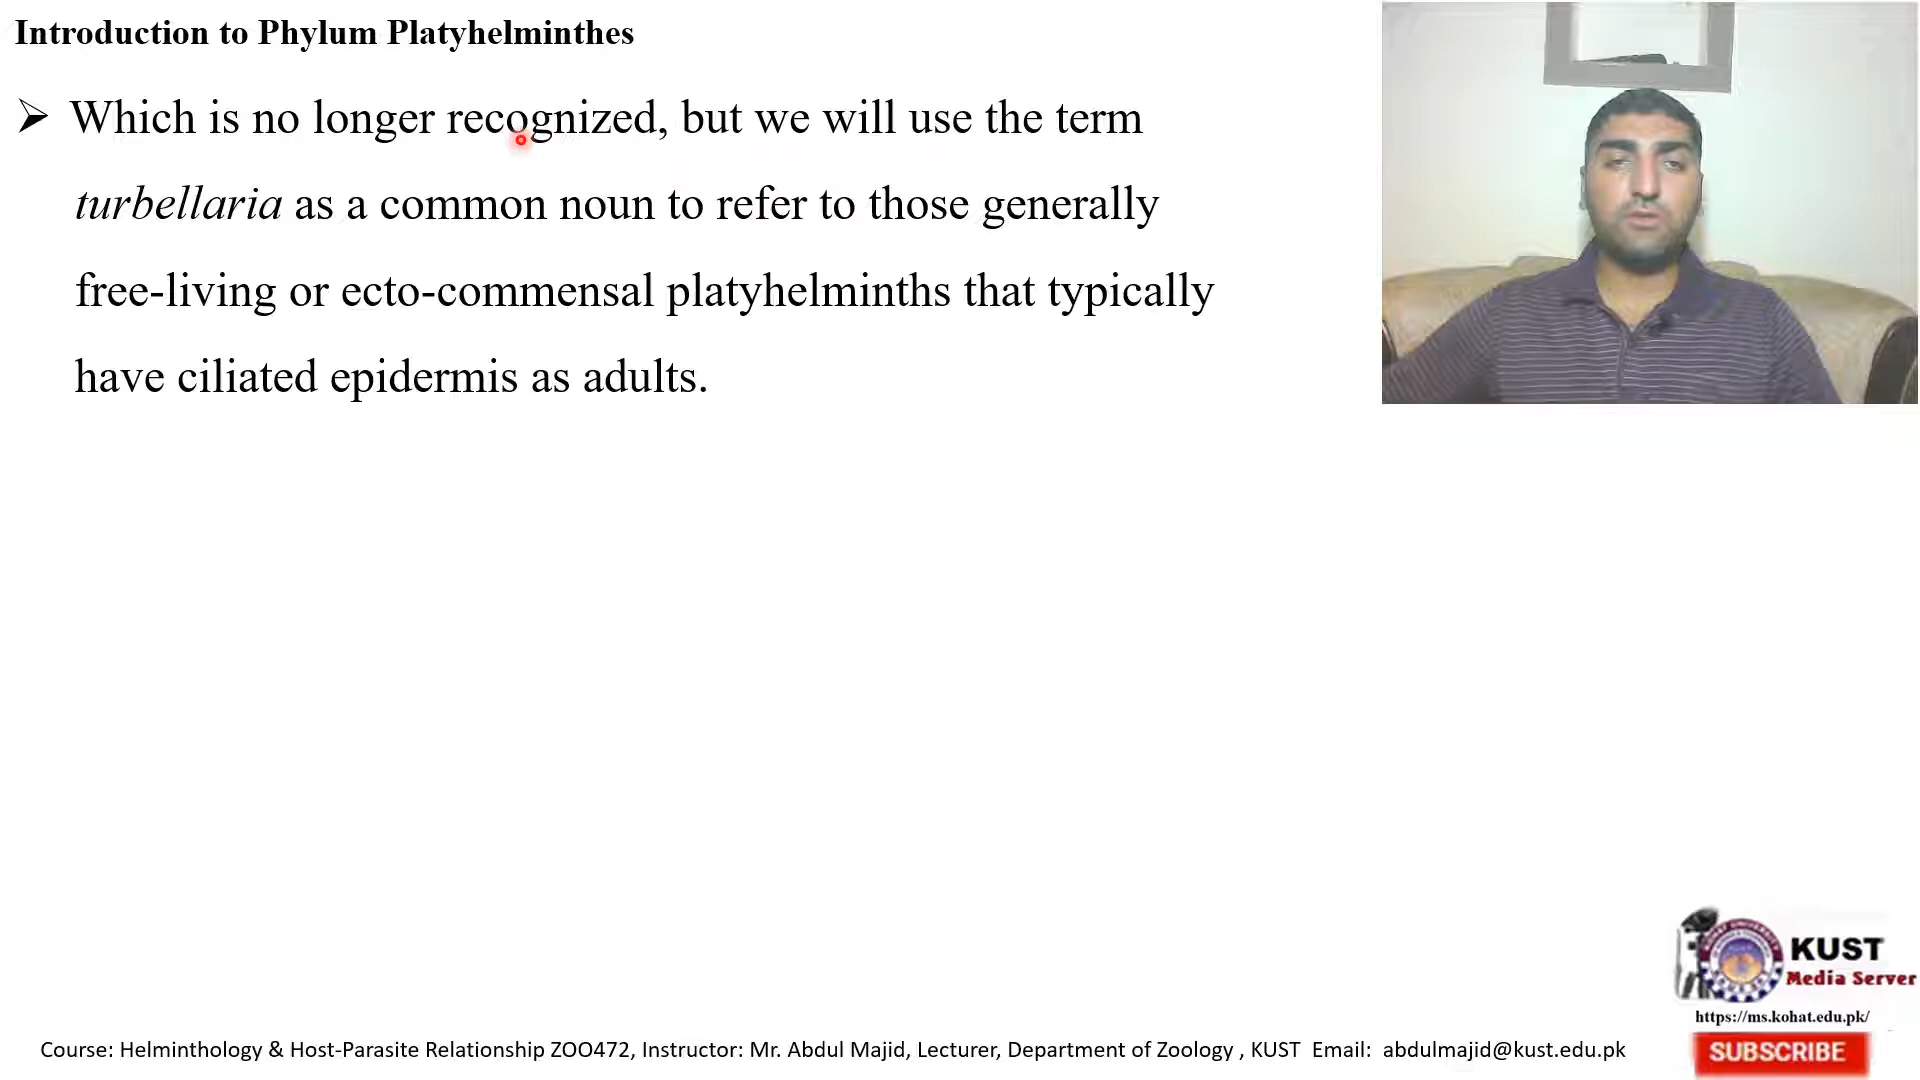 Introduction to Phylum Platyhelminthes
➢ Which is no longer recognized, but we will use the term
turbellaria as a common noun to refer to those generally
free-living or ecto-commensal platyhelminths that typically
have ciliated epidermis as adults.
KUST
Media Server
https://ms.kohat.edu.pk/
SUBSCRIBE
Course: Helminthology & Host-Parasite Relationship ZOO472, Instructor: Mr. Abdul Majid, Lecturer, Department of Zoology , KUST Email: abdulmajid@kust.edu.pk